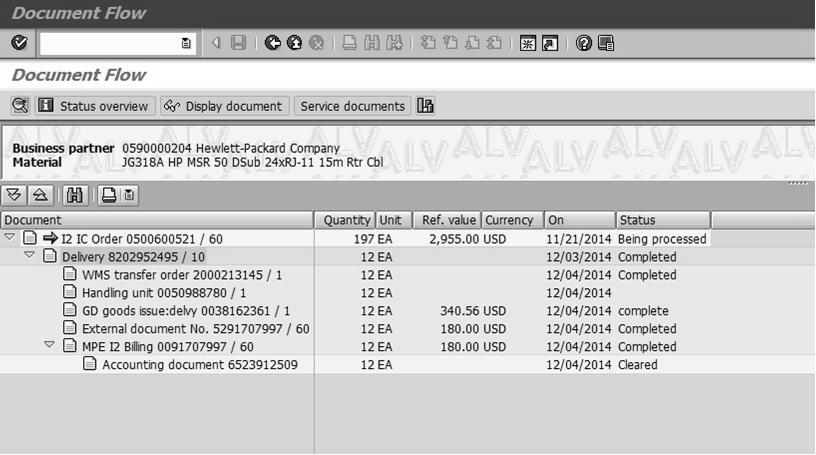 Document Flow
Document Flow
Status overview Display document Service documents
Business partner 0590000204 Hewlett-Packard Company
Material JG318A HP MSR 50 DSub 24xRJ-11 15m Rtr Cbl
Document Quantity Unit Ref. value Currency On Status
I2 IC Order 0500600521 / 60 197 EA 2,955.00 USD 11/21/2014 Being processed
Delivery 8202952495 / 10 12 EA 12/03/2014 Completed
WMS transfer order 2000213145 / 1 12 EA 12/04/2014 Completed
Handling unit 0050988780 / 1 12 EA 12/04/2014
GD goods issue:delvy 0038162361 / 1 12 EA 340.56 USD 12/04/2014 complete
External document No. 5291707997 / 60 12 EA 180.00 USD 12/04/2014 Completed
MPE I2 Billing 0091707997 / 60 12 EA 180.00 USD 12/04/2014 Completed
Accounting document 6523912509 12 EA 12/04/2014 Cleared